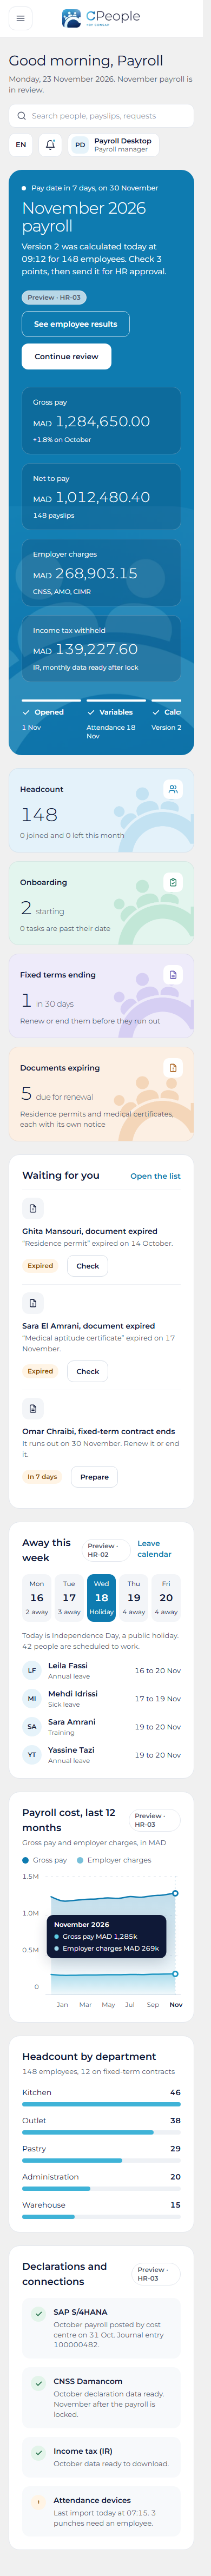 CPeople
Good morning, Payroll
Monday, 23 November 2026. November payroll is
in review.
Search people, payslips, requests
EN
PD
Payroll Desktop
Payroll manager
Pay date in 7 days, on 30 November
November 2026
payroll
Version 2 was calculated today at
09:12 for 148 employees. Check 3
points, then send it for HR approval.
Preview - HR-03
See employee results
Continue review
Gross pay
MAD 1,284,650.00
+1.8% on October
Net to pay
MAD 1,012,480.40
148 payslips
Employer charges
MAD 268,903.15
CNSS, AMO, CIMR
Income tax withheld
MAD 139,227.60
IR, monthly data ready after lock
Opened
1 Nov
Variables
Attendance 18
Nov
Calcu
Version 2
Headcount
148
0 joined and 0 left this month
Onboarding
2 starting
0 tasks are past their date
Fixed terms ending
1 in 30 days
Renew or end them before they run out
Documents expiring
5 due for renewal
Residence permits and medical certificates,
each with its own notice
Waiting for you
Open the list
Ghita Mansouri, document expired
“Residence permit” expired on 14 October.
Expired
Check
Sara El Amrani, document expired
“Medical aptitude certificate” expired on 17
November.
Expired
Check
Omar Chraibi, fixed-term contract ends
It runs out on 30 November. Renew it or end
it.
In 7 days
Prepare
Away this
week
Preview -
HR-02
Leave
calendar
Mon
16
2 away
Tue
17
3 away
Wed
18
Holiday
Thu
19
4 away
Fri
20
4 away
Today is Independence Day, a public holiday.
42 people are scheduled to work.
LF
Leila Fassi
Annual leave
16 to 20 Nov
MI
Mehdi Idrissi
Sick leave
17 to 19 Nov
SA
Sara Amrani
Training
19 to 20 Nov
YT
Yassine Tazi
Annual leave
19 to 20 Nov
Payroll cost, last 12
months
Preview -
HR-03
Gross pay and employer charges, in MAD
Gross pay
Employer charges
1.5M
1.0M
0.5M
0
November 2026
Gross pay MAD 1,285k
Employer charges MAD 269k
Jan
Mar
May
Jul
Sep
Nov
Headcount by department
148 employees, 12 on fixed-term contracts
Kitchen
46
Outlet
38
Pastry
29
Administration
20
Warehouse
15
Declarations and
connections
Preview -
HR-03
SAP S/4HANA
October payroll posted by cost
centre on 31 Oct. Journal entry
100000482.
CNSS Damancom
October declaration data ready.
November after the payroll is
locked.
Income tax (IR)
October data ready to download.
Attendance devices
Last import today at 07:15. 3
punches need an employee.